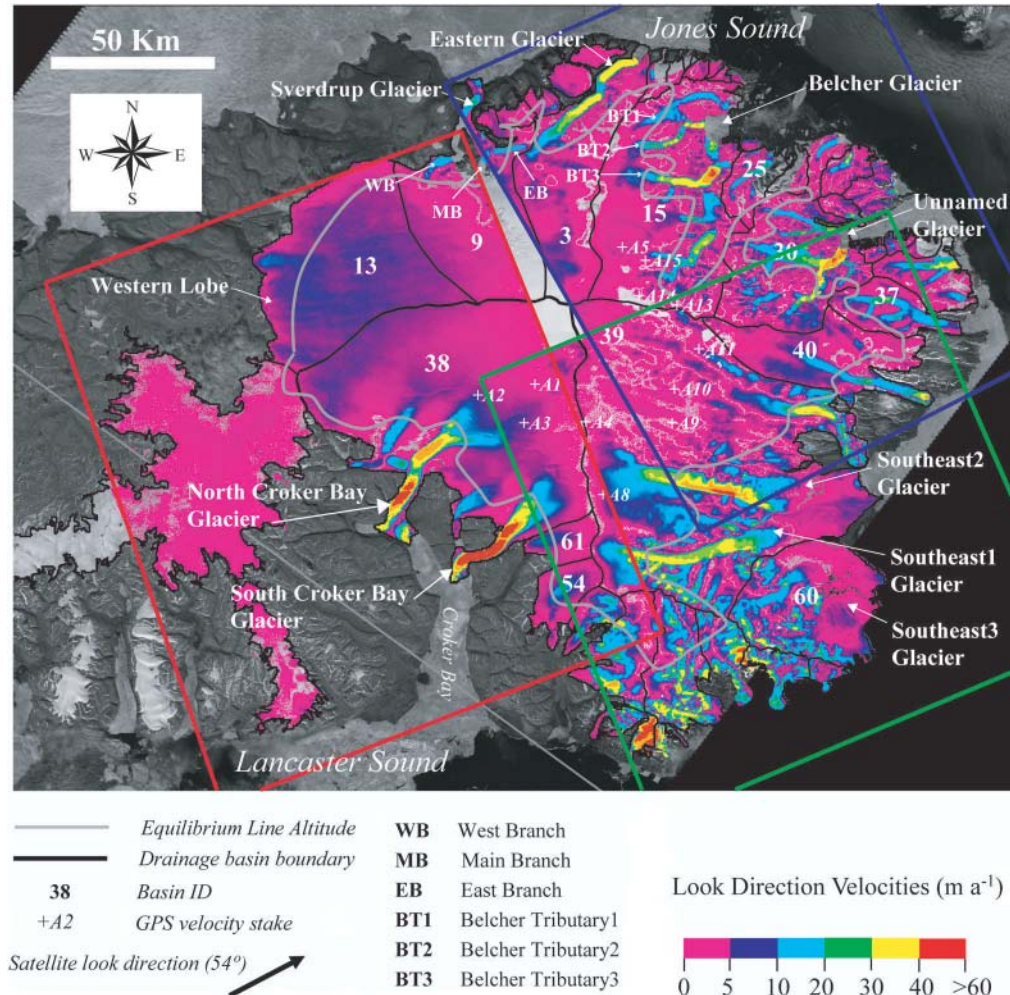 50 Km
Jones Sound
Eastern Glacier
Sverdrup Glacier
Belcher Glacier
N
W E
S
BT1
BT2
BT3
25
WB
MB
EB
15
Unnamed
Glacier
9
3
+A5
+A15
30
13
Western Lobe
+A14
+A13
37
39
+A11
40
38
+A1
+A2
+A10
+A3
+A4
+A9
Southeast2
Glacier
North Croker Bay
Glacier
+A8
61
Southeast1
Glacier
54
60
South Croker Bay
Glacier
Southeast3
Glacier
Croker Bay
Lancaster Sound
Equilibrium Line Altitude
Drainage basin boundary
38 Basin ID
+A2 GPS velocity stake
Satellite look direction (54º)
WB West Branch
MB Main Branch
EB East Branch
BT1 Belcher Tributary1
BT2 Belcher Tributary2
BT3 Belcher Tributary3
Look Direction Velocities (m a⁻¹)
0 5 10 20 30 40 >60